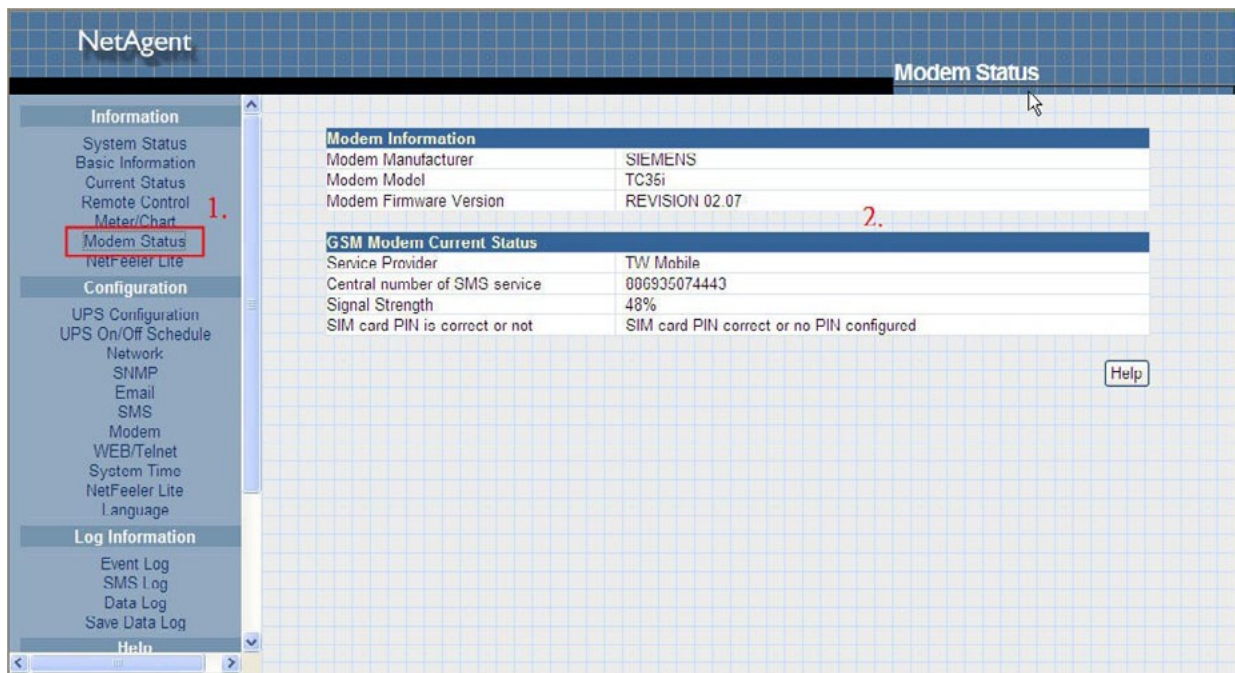 NetAgent
Modem Status
Information
System Status
Basic Information
Current Status
Remote Control
1.
Meter/Chart
Modem Status
NetFeeler Lite
Configuration
UPS Configuration
UPS On/Off Schedule
Network
SNMP
Email
SMS
Modem
WEB/Telnet
System Time
NetFeeler Lite
Language
Log Information
Event Log
SMS Log
Data Log
Save Data Log
Help
Modem Information
Modem Manufacturer SIEMENS
Modem Model TC35i
Modem Firmware Version REVISION 02.07
2.
GSM Modem Current Status
Service Provider TW Mobile
Central number of SMS service 886935074443
Signal Strength 48%
SIM card PIN is correct or not SIM card PIN correct or no PIN configured
Help